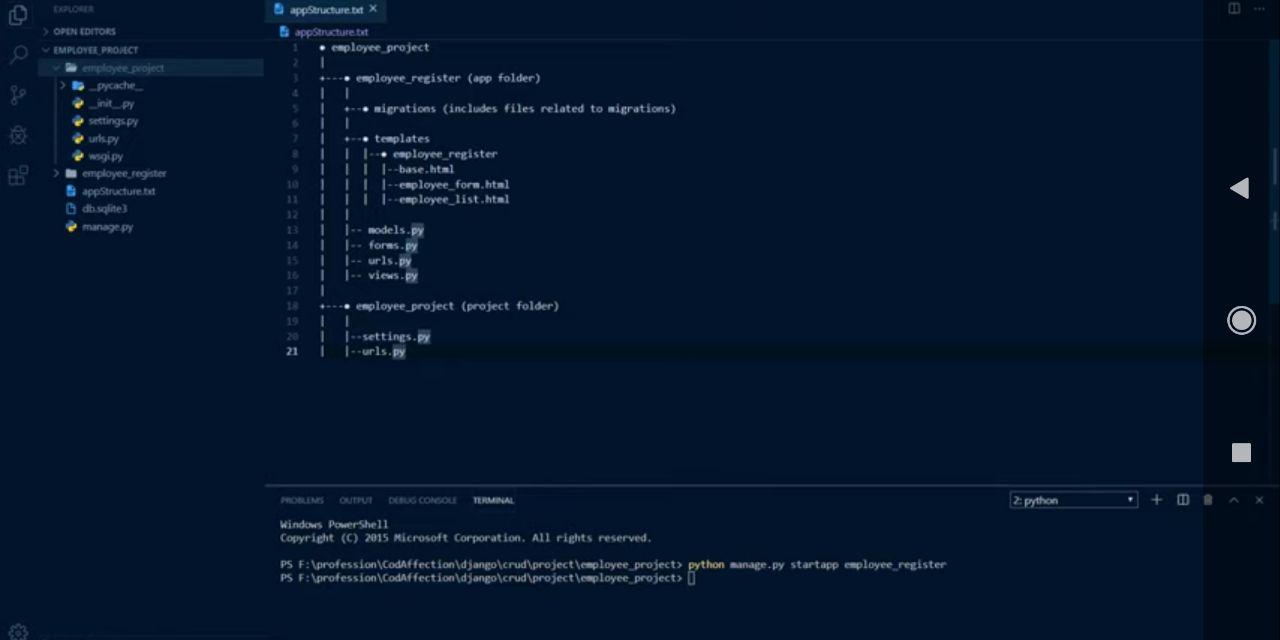 EXPLORER
OPEN EDITORS
EMPLOYEE_PROJECT
employee_project
__pycache__
__init__.py
settings.py
urls.py
wsgi.py
employee_register
appStructure.txt
db.sqlite3
manage.py
appStructure.txt
appStructure.txt
1 • employee_project
2 |
3 +---• employee_register (app folder)
4 | |
5 | +--• migrations (includes files related to migrations)
6 | |
7 | +--• templates
8 | | |--• employee_register
9 | | | |--base.html
10 | | | |--employee_form.html
11 | | | |--employee_list.html
12 | |
13 | |-- models.py
14 | |-- forms.py
15 | |-- urls.py
16 | |-- views.py
17 |
18 +---• employee_project (project folder)
19 | |
20 | |--settings.py
21 | |--urls.py
PROBLEMS OUTPUT DEBUG CONSOLE TERMINAL 2: python
Windows PowerShell
Copyright (C) 2015 Microsoft Corporation. All rights reserved.
PS F:\profession\CodAffection\django\crud\project\employee_project> python manage.py startapp employee_register
PS F:\profession\CodAffection\django\crud\project\employee_project>